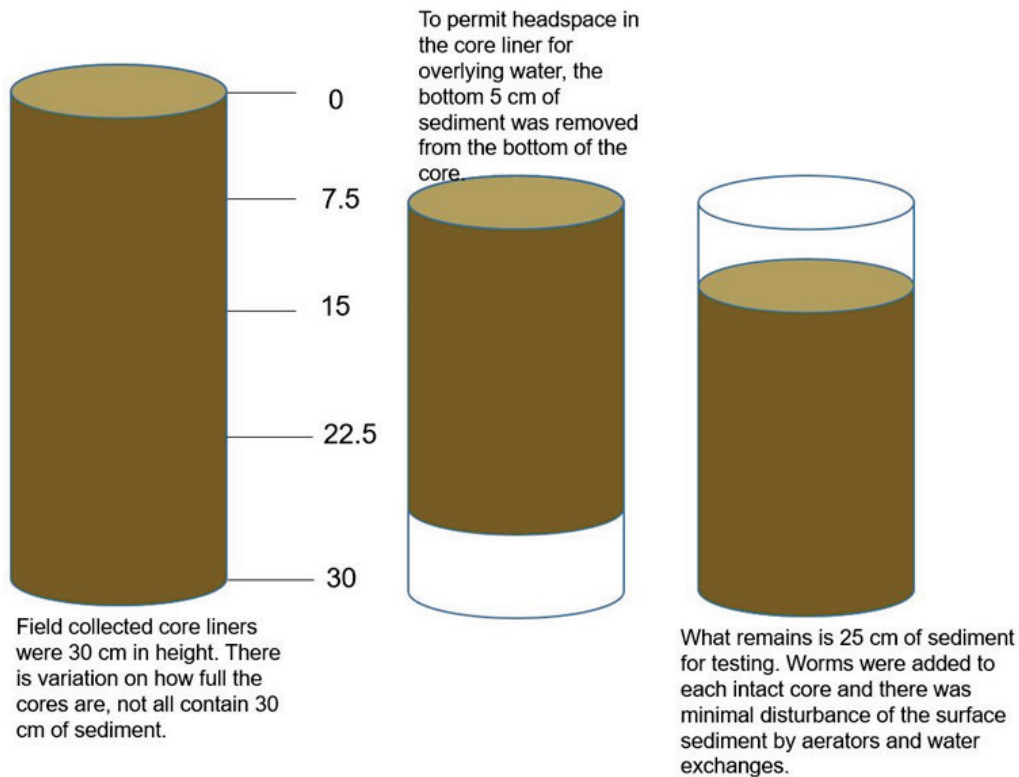 To permit headspace in
the core liner for
overlying water, the
bottom 5 cm of
sediment was removed
from the bottom of the
core.
0
7.5
15
22.5
30
Field collected core liners
were 30 cm in height. There
is variation on how full the
cores are, not all contain 30
cm of sediment.
What remains is 25 cm of sediment
for testing. Worms were added to
each intact core and there was
minimal disturbance of the surface
sediment by aerators and water
exchanges.